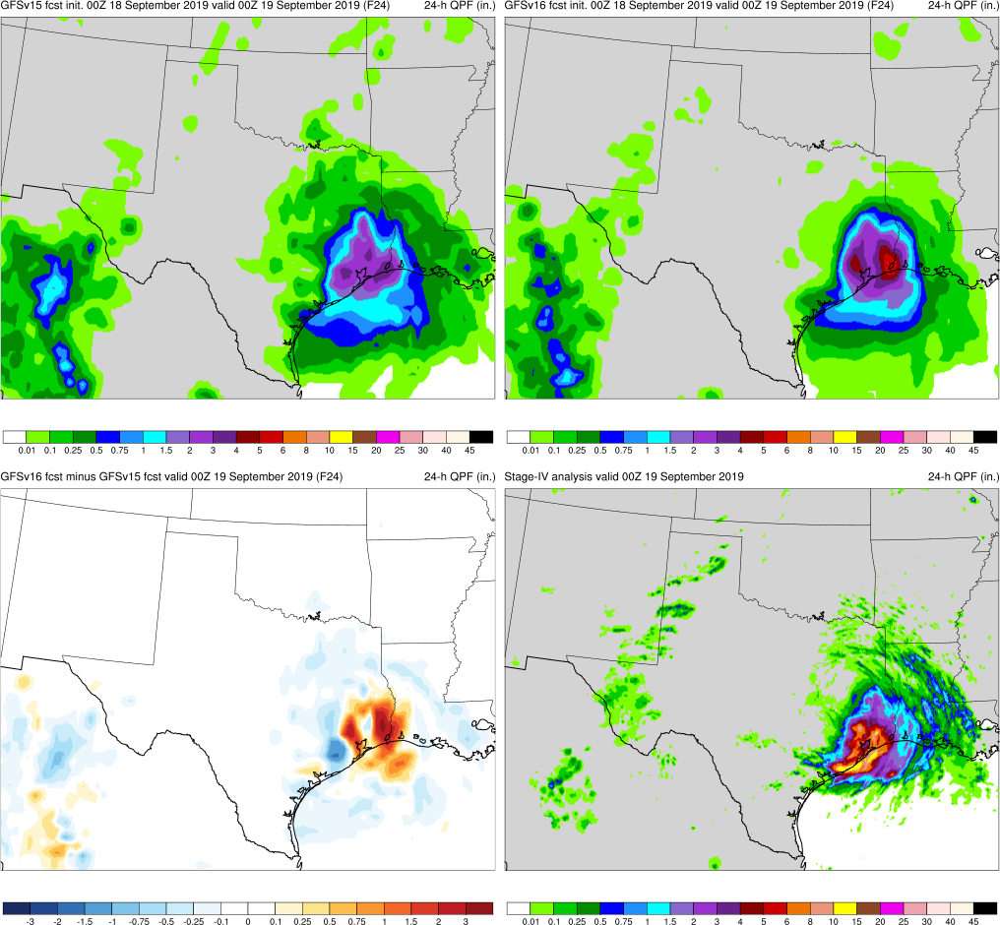 GFSv15 fcst init. 00Z 18 September 2019 valid 00Z 19 September 2019 (F24) 24-h QPF (in.)
GFSv16 fcst init. 00Z 18 September 2019 valid 00Z 19 September 2019 (F24) 24-h QPF (in.)
0.01 0.1 0.25 0.5 0.75 1 1.5 2 3 4 5 6 8 10 15 20 25 30 45
0.01 0.1 0.25 0.5 0.75 1 1.5 2 3 4 5 6 8 10 15 20 25 30 40 45
GFSv16 fcst minus GFSv15 fcst valid 00Z 19 September 2019 (F24) 24-h QPF (in.)
Stage-IV analysis valid 00Z 19 September 2019 24-h QPF (in.)
-3 -2 -1.5 -1 -0.75 -0.5 -0.25 -0.1 0 0.1 0.25 0.5 0.75 1 1.5 2 3
0.01 0.1 0.25 0.5 0.75 1 1.5 2 3 4 5 6 8 10 15 20 25 30 40 45